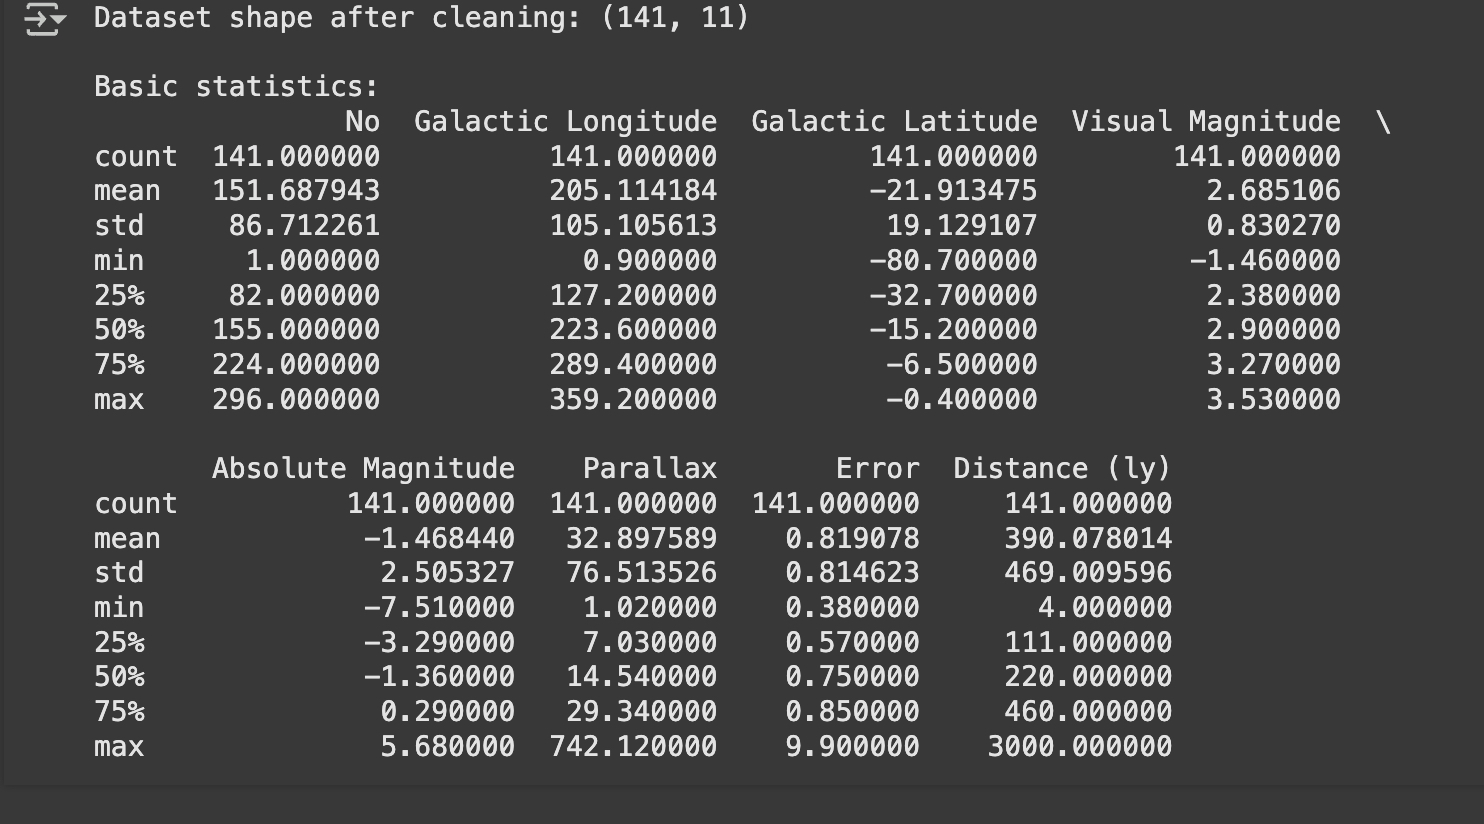 Dataset shape after cleaning: (141, 11)
Basic statistics:
               No  Galactic Longitude  Galactic Latitude  Visual Magnitude  \
count  141.000000          141.000000         141.000000        141.000000
mean   151.687943          205.114184         -21.913475          2.685106
std     86.712261          105.105613          19.129107          0.830270
min      1.000000            0.900000         -80.700000         -1.460000
25%     82.000000          127.200000         -32.700000          2.380000
50%    155.000000          223.600000         -15.200000          2.900000
75%    224.000000          289.400000          -6.500000          3.270000
max    296.000000          359.200000          -0.400000          3.530000
       Absolute Magnitude    Parallax       Error  Distance (ly)
count          141.000000  141.000000  141.000000     141.000000
mean            -1.468440   32.897589    0.819078     390.078014
std              2.505327   76.513526    0.814623     469.009596
min             -7.510000    1.020000    0.380000       4.000000
25%             -3.290000    7.030000    0.570000     111.000000
50%             -1.360000   14.540000    0.750000     220.000000
75%              0.290000   29.340000    0.850000     460.000000
max              5.680000  742.120000    9.900000    3000.000000